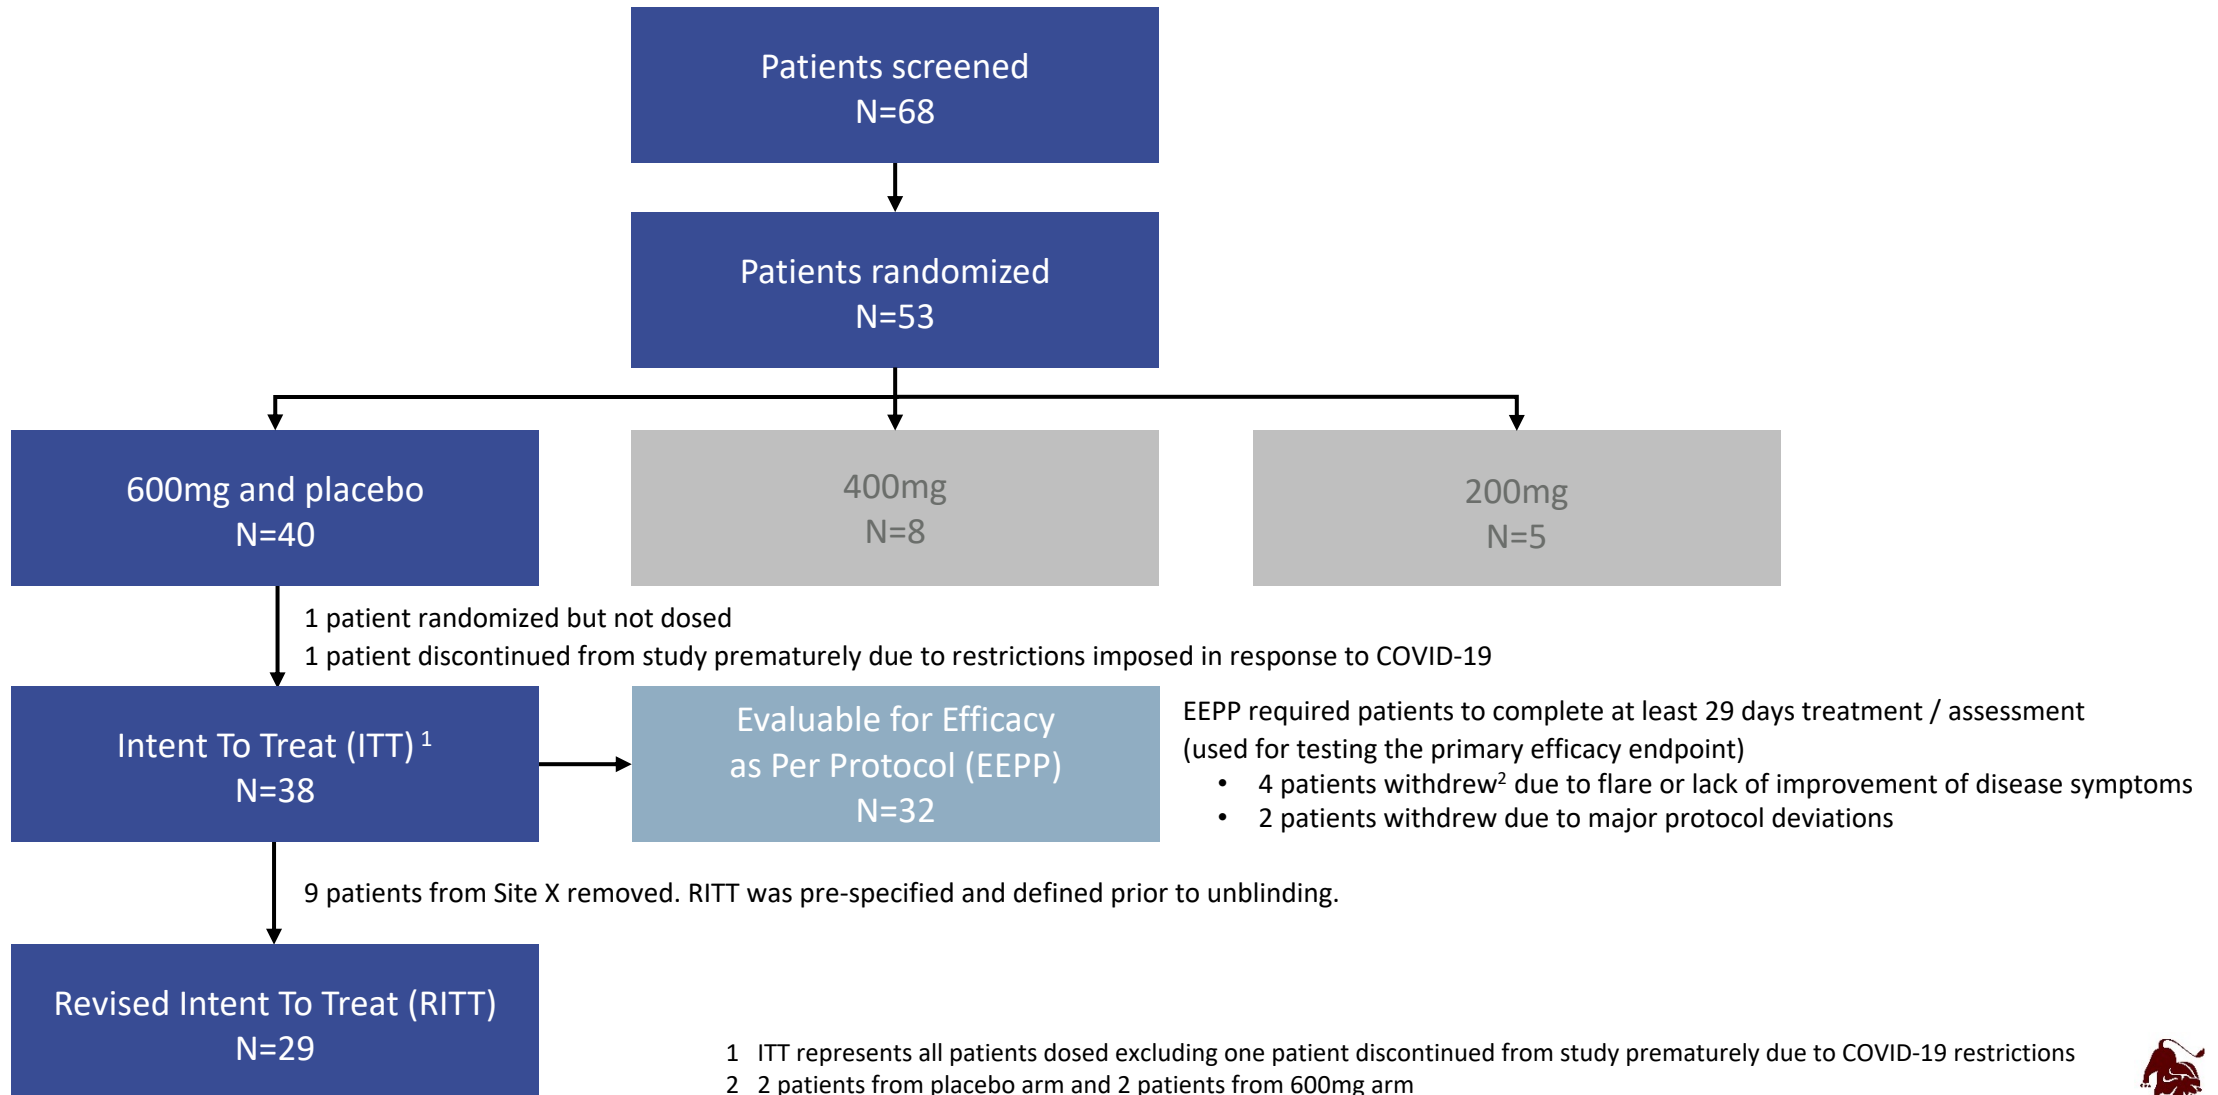 Patients screened
N=68
Patients randomized
N=53
600mg and placebo
N=40
400mg
N=8
200mg
N=5
1 patient randomized but not dosed
1 patient discontinued from study prematurely due to restrictions imposed in response to COVID-19
Intent To Treat (ITT) 1
N=38
Evaluable for Efficacy
as Per Protocol (EEPP)
N=32
EEPP required patients to complete at least 29 days treatment / assessment
(used for testing the primary efficacy endpoint)
• 4 patients withdrew2 due to flare or lack of improvement of disease symptoms
• 2 patients withdrew due to major protocol deviations
9 patients from Site X removed. RITT was pre-specified and defined prior to unblinding.
Revised Intent To Treat (RITT)
N=29
1 ITT represents all patients dosed excluding one patient discontinued from study prematurely due to COVID-19 restrictions
2 2 patients from placebo arm and 2 patients from 600mg arm